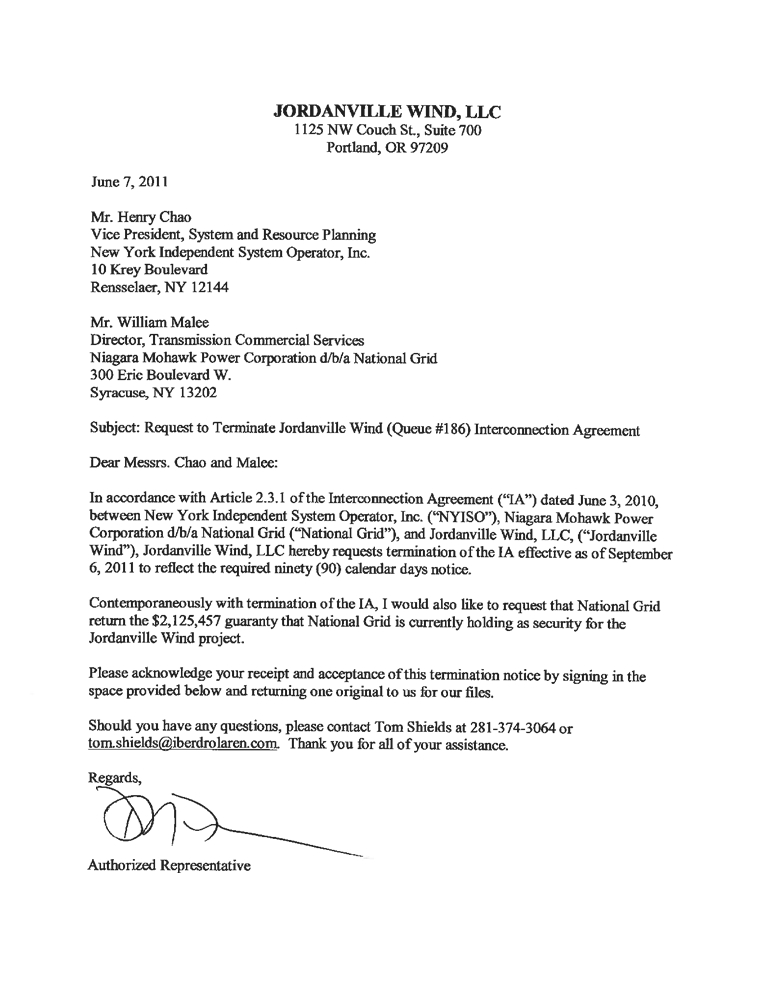 JORDANVILLE WIND, LLC
1125 NW Couch St., Suite 700
Portland, OR 97209
June 7, 2011
Mr. Henry Chao
Vice President, System and Resource Planning
New York Independent System Operator, Inc.
10 Krey Boulevard
Rensselaer, NY 12144
Mr. William Malee
Director, Transmission Commercial Services
Niagara Mohawk Power Corporation d/b/a National Grid
300 Eric Boulevard W.
Syracuse, NY 13202
Subject: Request to Terminate Jordanville Wind (Queue #186) Interconnection Agreement
Dear Messrs. Chao and Malee:
In accordance with Article 2.3.1 of the Interconnection Agreement (“IA”) dated June 3, 2010,
between New York Independent System Operator, Inc. (“NYISO”), Niagara Mohawk Power
Corporation d/b/a National Grid (“National Grid”), and Jordanville Wind, LLC, (“Jordanville
Wind”), Jordanville Wind, LLC hereby requests termination of the IA effective as of September
6, 2011 to reflect the required ninety (90) calendar days notice.
Contemporaneously with termination of the IA, I would also like to request that National Grid
return the $2,125,457 guaranty that National Grid is currently holding as security for the
Jordanville Wind project.
Please acknowledge your receipt and acceptance of this termination notice by signing in the
space provided below and returning one original to us for our files.
Should you have any questions, please contact Tom Shields at 281-374-3064 or
tom.shields@iberdrolaren.com. Thank you for all of your assistance.
Regards,
Authorized Representative